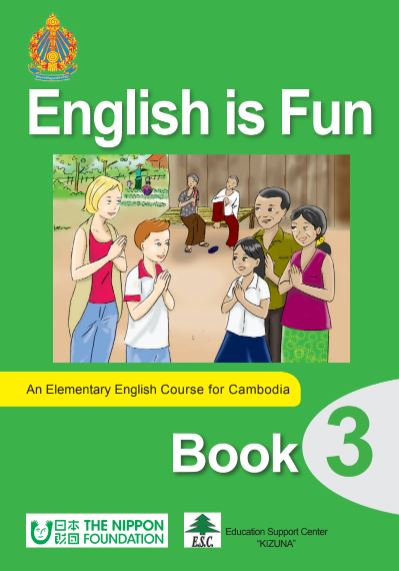 English is Fun
An Elementary English Course for Cambodia
Book 3
日本
財団
THE NIPPON
FOUNDATION
E.S.C.
Education Support Center
"KIZUNA"